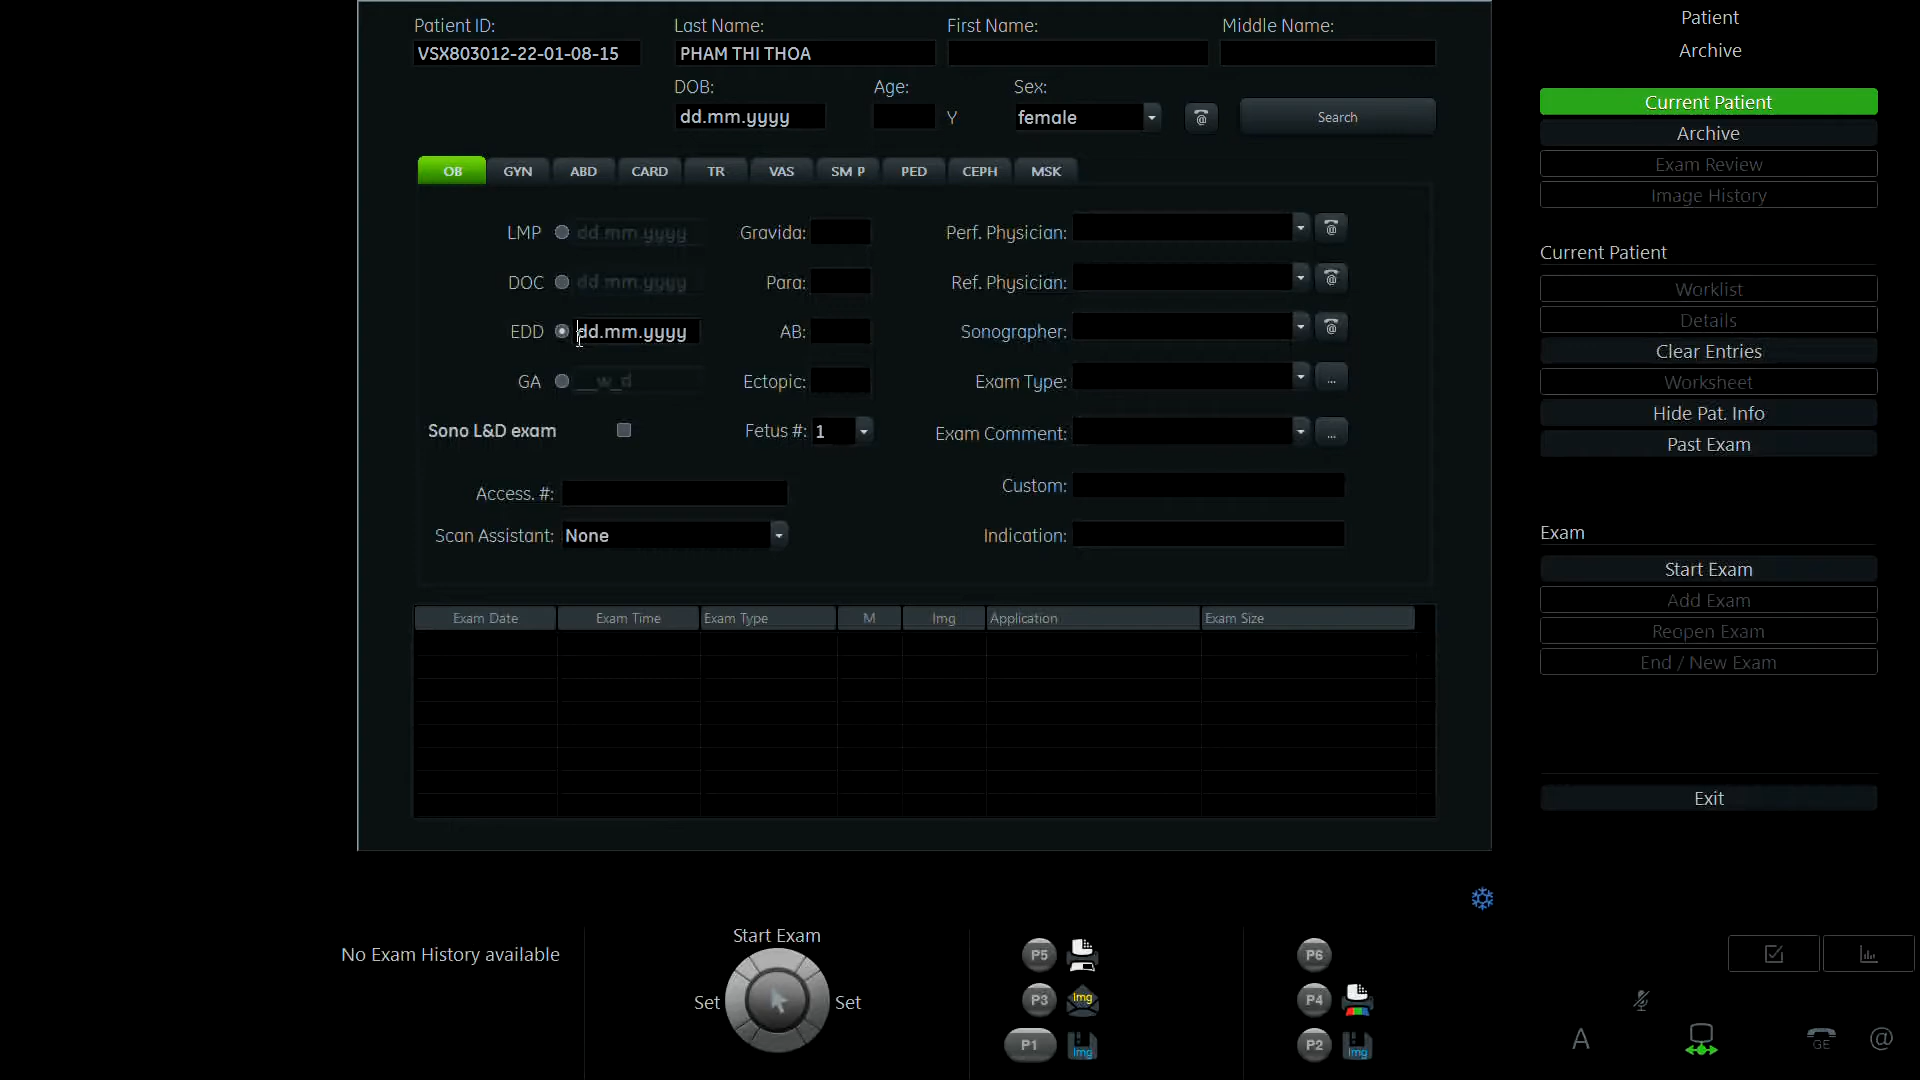 Patient ID: Last Name: First Name: Middle Name:
VSX803012-22-01-08-15 PHAM THI THOA
DOB: Age: Sex:
dd.mm.yyyy Y female Search
OB GYN ABD CARD TR VAS SM P PED CEPH MSK
LMP dd.mm.yyyy Gravida: Perf. Physician:
DOC dd.mm.yyyy Para: Ref. Physician:
EDD dd.mm.yyyy AB: Sonographer:
GA __w_d Ectopic: Exam Type: ...
Sono L&D exam Fetus #: 1 Exam Comment: ...
Access. #: Custom:
Scan Assistant: None Indication:
Exam Date Exam Time Exam Type M Img Application Exam Size
Patient
Archive
Current Patient
Archive
Exam Review
Image History
Current Patient
Worklist
Details
Clear Entries
Worksheet
Hide Pat. Info
Past Exam
Exam
Start Exam
Add Exam
Reopen Exam
End / New Exam
Exit
No Exam History available
Start Exam
Set Set
P5
P3 Img
P1 Img
P6
P4
P2 Img
A GE @